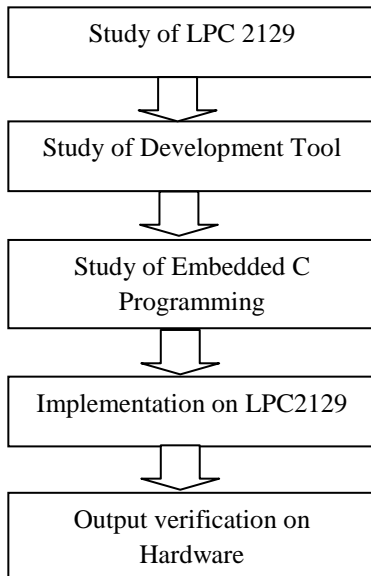 Study of LPC 2129
Study of Development Tool
Study of Embedded C
Programming
Implementation on LPC2129
Output verification on
Hardware